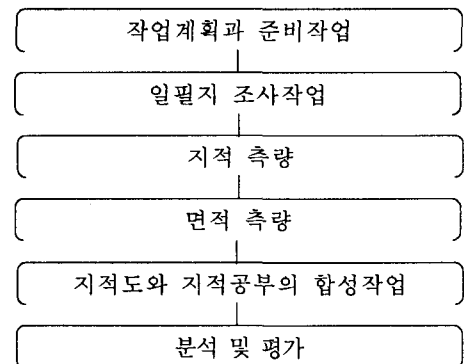 작업계획과 준비작업
일필지 조사작업
지적 측량
면적 측량
지적도와 지적공부의 합성작업
분석 및 평가